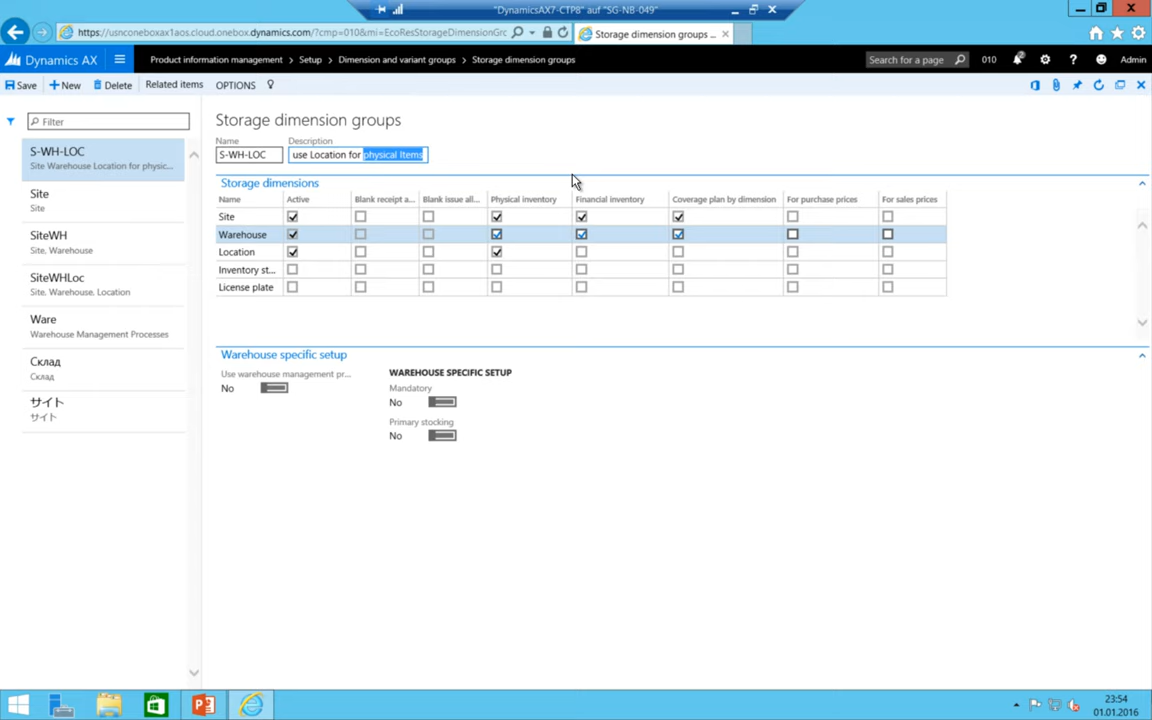 "DynamicsAX7-CTP8" auf "SG-NB-049"
https://usnconeboxax1aos.cloud.onebox.dynamics.com/?cmp=010&mi=EcoResStorageDimensionGrc
Storage dimension groups ...
Dynamics AX
Product information management > Setup > Dimension and variant groups > Storage dimension groups
Search for a page
010
Admin
Save
New
Delete
Related items
OPTIONS
Filter
S-WH-LOC
Site Warehouse Location for physic...
Site
Site
SiteWH
Site, Warehouse
SiteWHLoc
Site, Warehouse, Location
Ware
Warehouse Management Processes
Склад
Склад
サイト
サイト
Storage dimension groups
Name Description
S-WH-LOC use Location for physical Items
Storage dimensions
Name Active Blank receipt a... Blank issue all... Physical inventory Financial inventory Coverage plan by dimension For purchase prices For sales prices
Site
Warehouse
Location
Inventory st...
License plate
Warehouse specific setup
Use warehouse management pr...
No
WAREHOUSE SPECIFIC SETUP
Mandatory
No
Primary stocking
No
23:54
01.01.2016